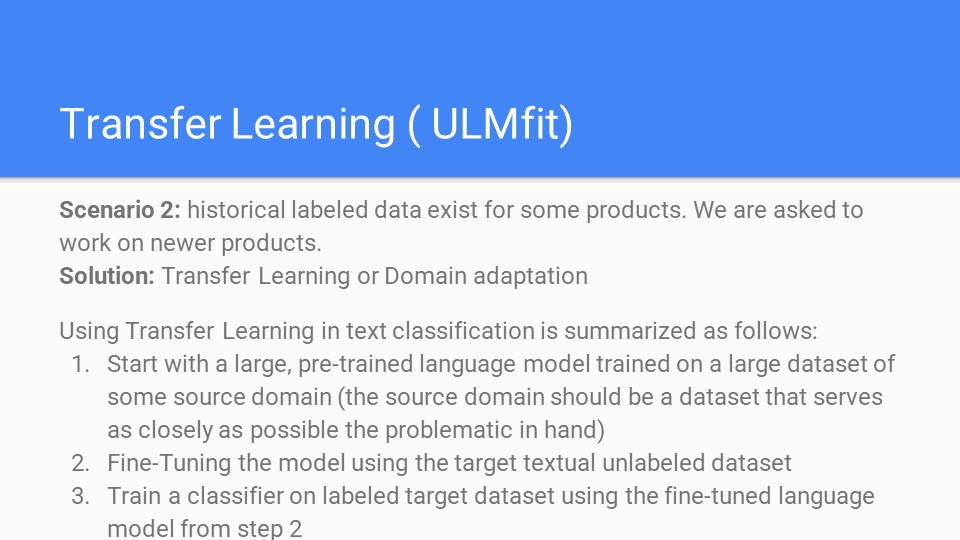 Transfer Learning ( ULMfit)
Scenario 2: historical labeled data exist for some products. We are asked to
work on newer products.
Solution: Transfer Learning or Domain adaptation
Using Transfer Learning in text classification is summarized as follows:
1. Start with a large, pre-trained language model trained on a large dataset of
some source domain (the source domain should be a dataset that serves
as closely as possible the problematic in hand)
2. Fine-Tuning the model using the target textual unlabeled dataset
3. Train a classifier on labeled target dataset using the fine-tuned language
model from step 2